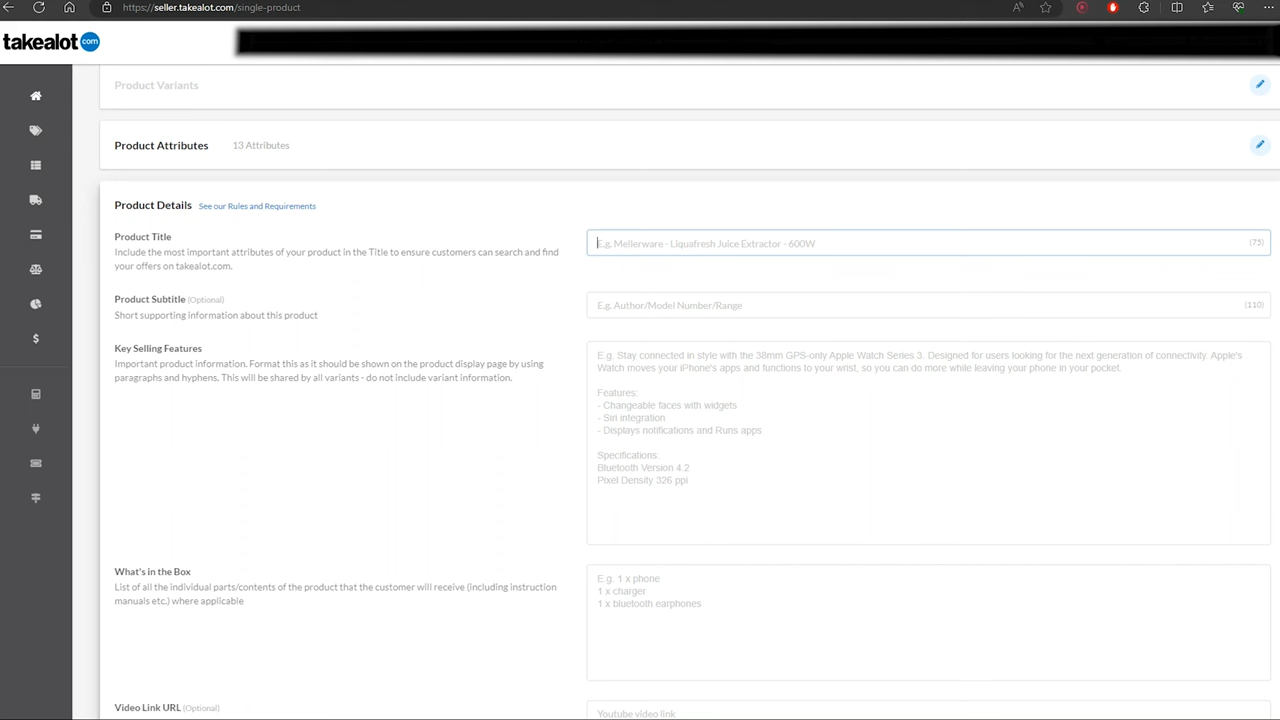 https://seller.takealot.com/single-product
takealot com
Product Variants
Product Attributes 13 Attributes
Product Details See our Rules and Requirements
Product Title
Include the most important attributes of your product in the Title to ensure customers can search and find
your offers on takealot.com.
E.g. Mellerware - Liquafresh Juice Extractor - 600W (75)
Product Subtitle (Optional)
Short supporting information about this product
E.g. Author/Model Number/Range (110)
Key Selling Features
Important product information. Format this as it should be shown on the product display page by using
paragraphs and hyphens. This will be shared by all variants - do not include variant information.
E.g. Stay connected in style with the 38mm GPS-only Apple Watch Series 3. Designed for users looking for the next generation of connectivity. Apple's
Watch moves your iPhone's apps and functions to your wrist, so you can do more while leaving your phone in your pocket.
Features:
- Changeable faces with widgets
- Siri integration
- Displays notifications and Runs apps
Specifications:
Bluetooth Version 4.2
Pixel Density 326 ppi
What's in the Box
List of all the individual parts/contents of the product that the customer will receive (including instruction
manuals etc.) where applicable
E.g. 1 x phone
1 x charger
1 x bluetooth earphones
Video Link URL (Optional)
Youtube video link